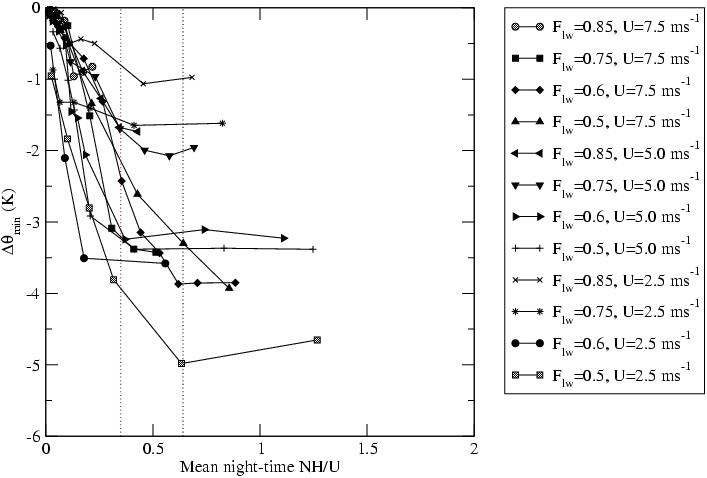 0
-1
-2
-3
-4
-5
-6
Δθmin (K)
0
0.5
1
1.5
2
Mean night-time NH/U
Flw=0.85, U=7.5 ms-1
Flw=0.75, U=7.5 ms-1
Flw=0.6, U=7.5 ms-1
Flw=0.5, U=7.5 ms-1
Flw=0.85, U=5.0 ms-1
Flw=0.75, U=5.0 ms-1
Flw=0.6, U=5.0 ms-1
Flw=0.5, U=5.0 ms-1
Flw=0.85, U=2.5 ms-1
Flw=0.75, U=2.5 ms-1
Flw=0.6, U=2.5 ms-1
Flw=0.5, U=2.5 ms-1